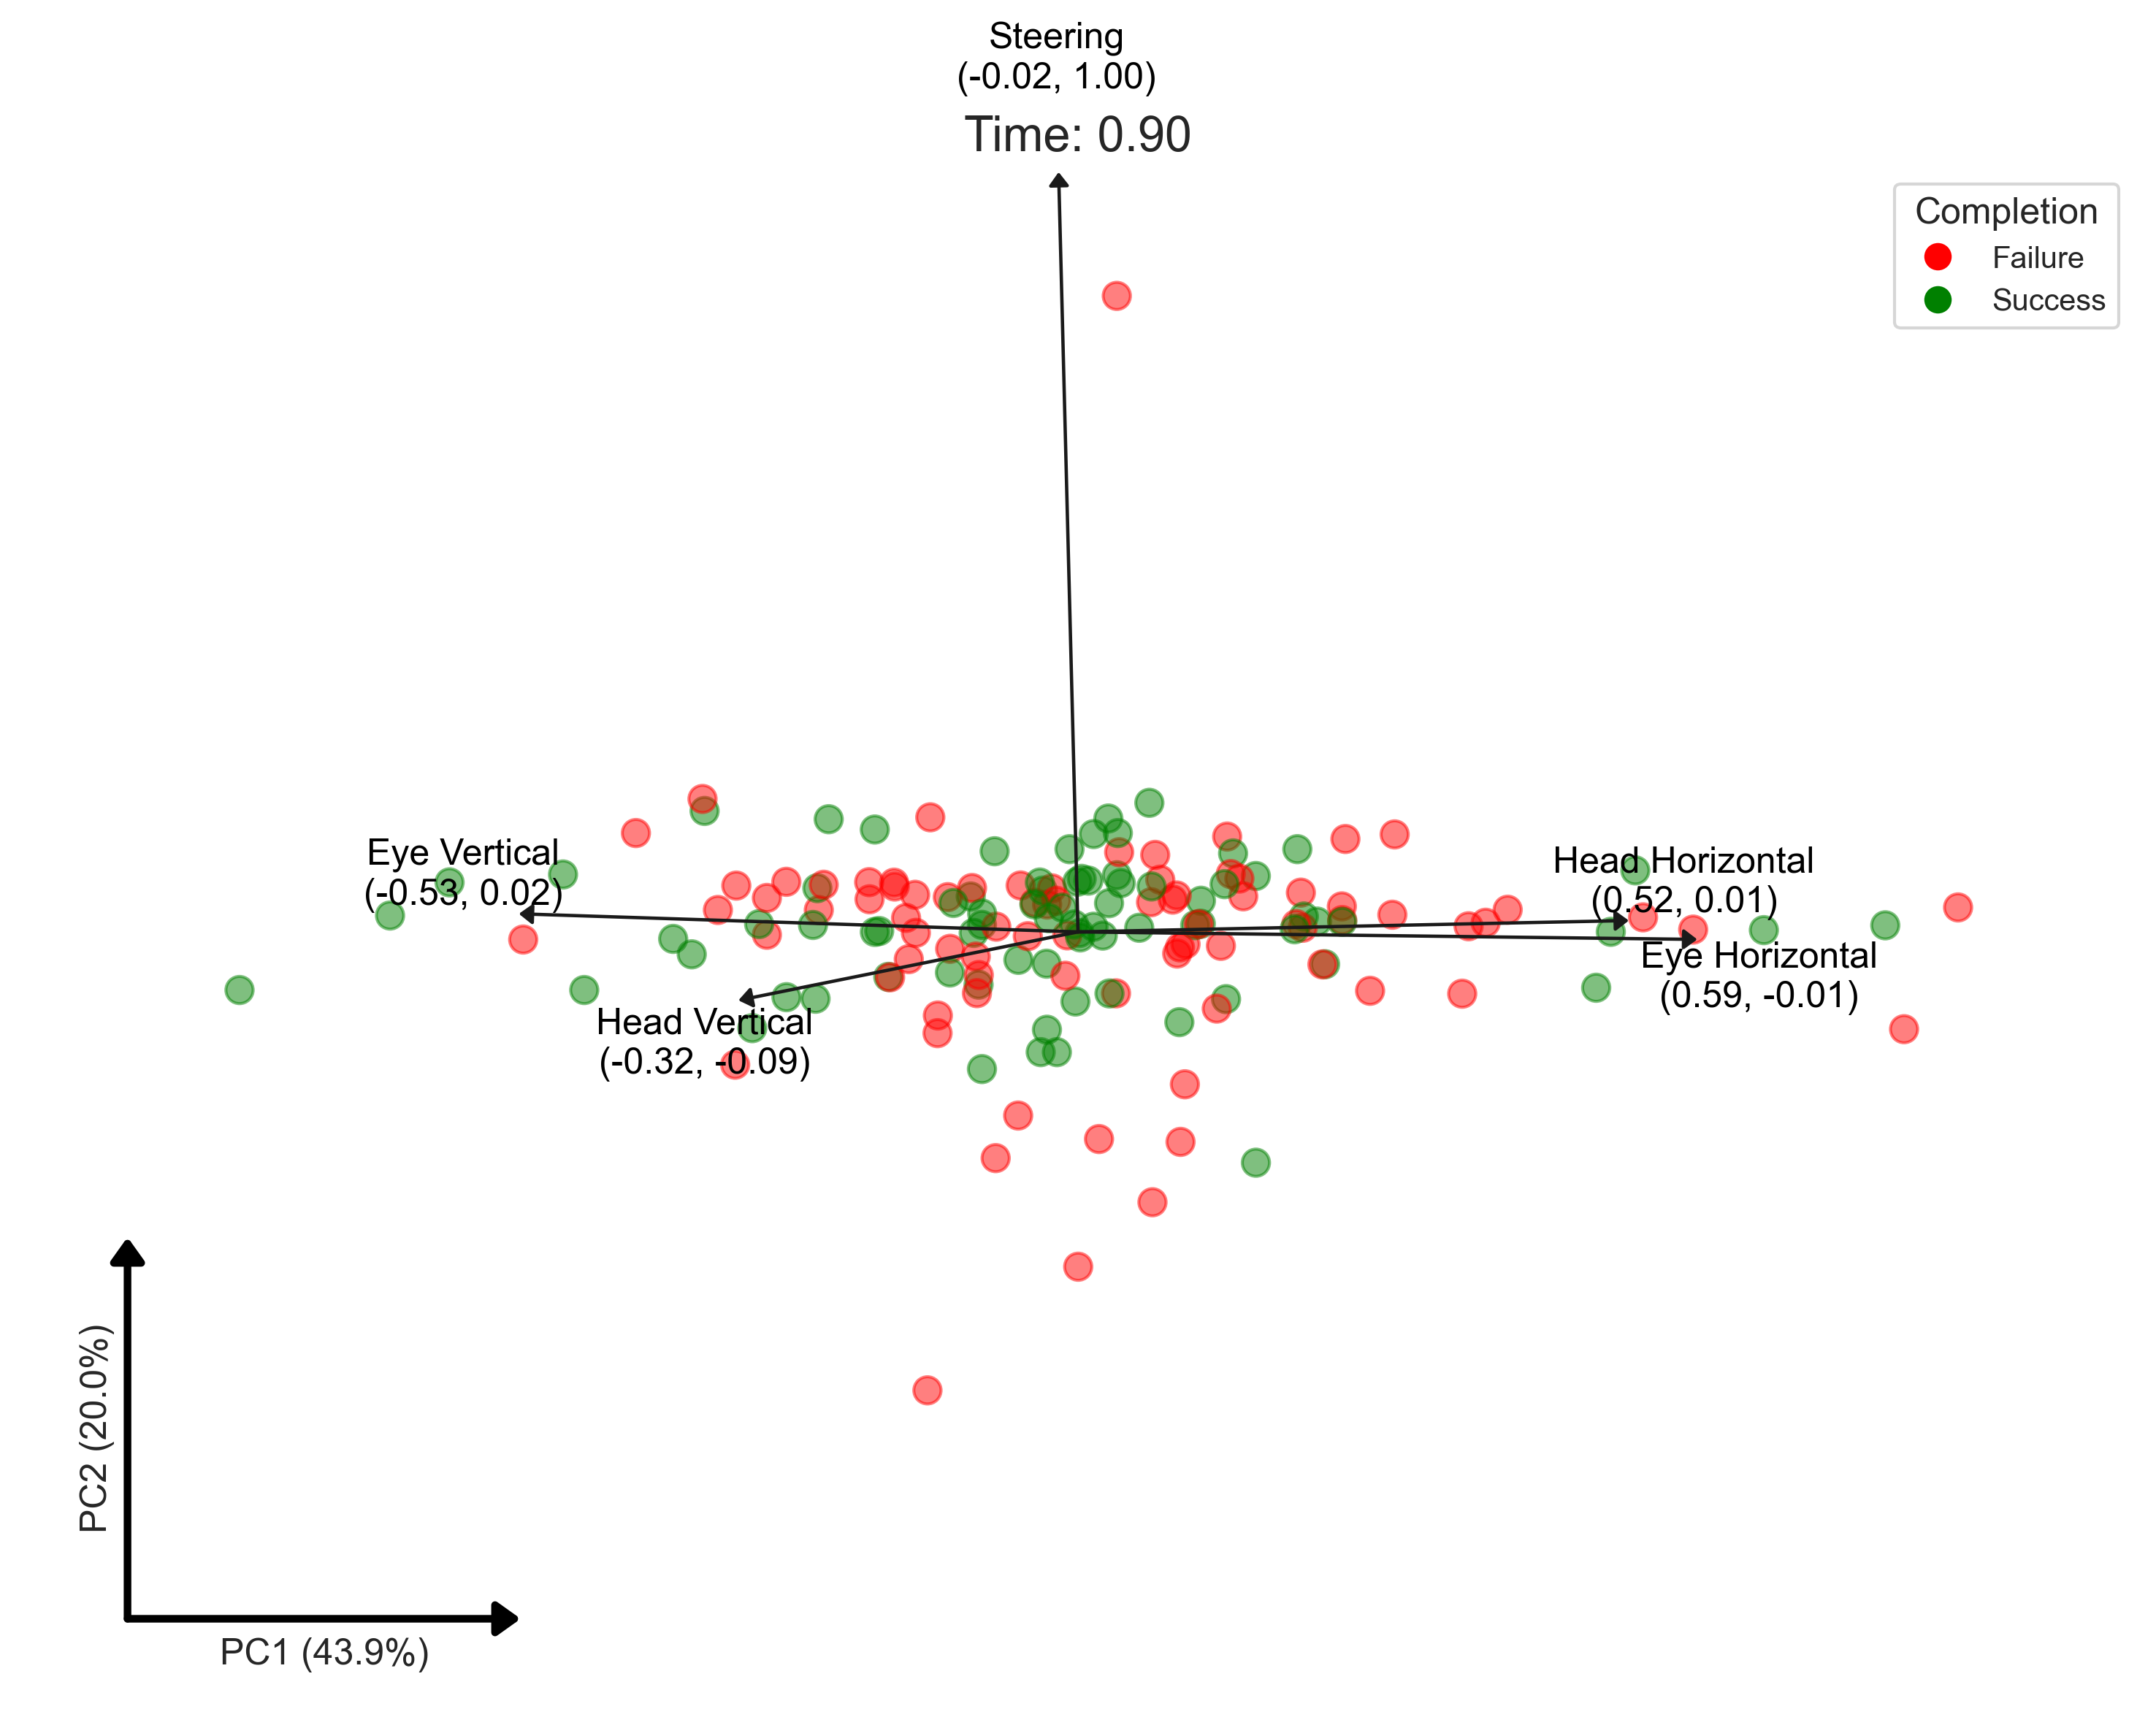 Steering
(-0.02, 1.00)
Time: 0.90
Completion
Failure
Success
Eye Vertical
(-0.53, 0.02)
Head Horizontal
(0.52, 0.01)
Eye Horizontal
(0.59, -0.01)
Head Vertical
(-0.32, -0.09)
PC2 (20.0%)
PC1 (43.9%)